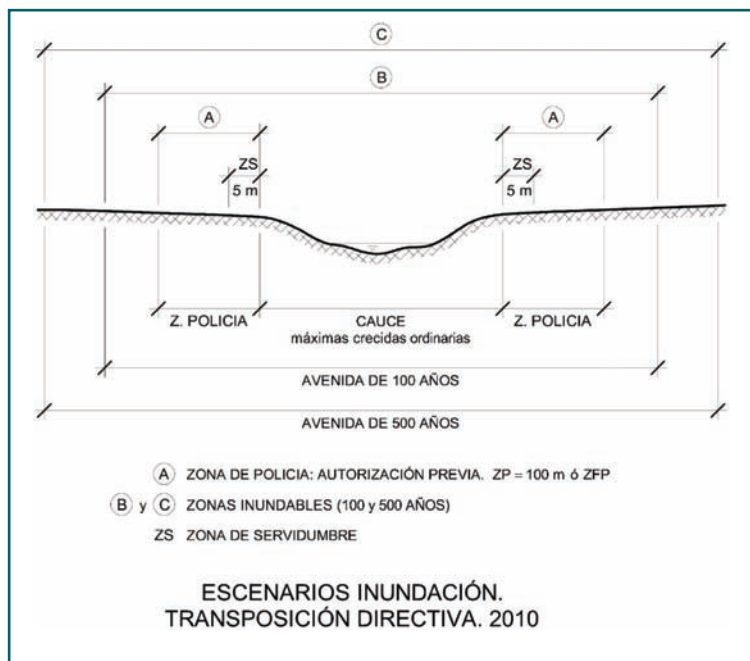 C
B
A
A
ZS
ZS
5 m
5 m
Z. POLICIA
CAUCE
Z. POLICIA
máximas crecidas ordinarias
AVENIDA DE 100 AÑOS
AVENIDA DE 500 AÑOS
A ZONA DE POLICIA: AUTORIZACIÓN PREVIA. ZP = 100 m ó ZFP
B y C ZONAS INUNDABLES (100 y 500 AÑOS)
ZS ZONA DE SERVIDUMBRE
ESCENARIOS INUNDACIÓN.
TRANSPOSICIÓN DIRECTIVA. 2010